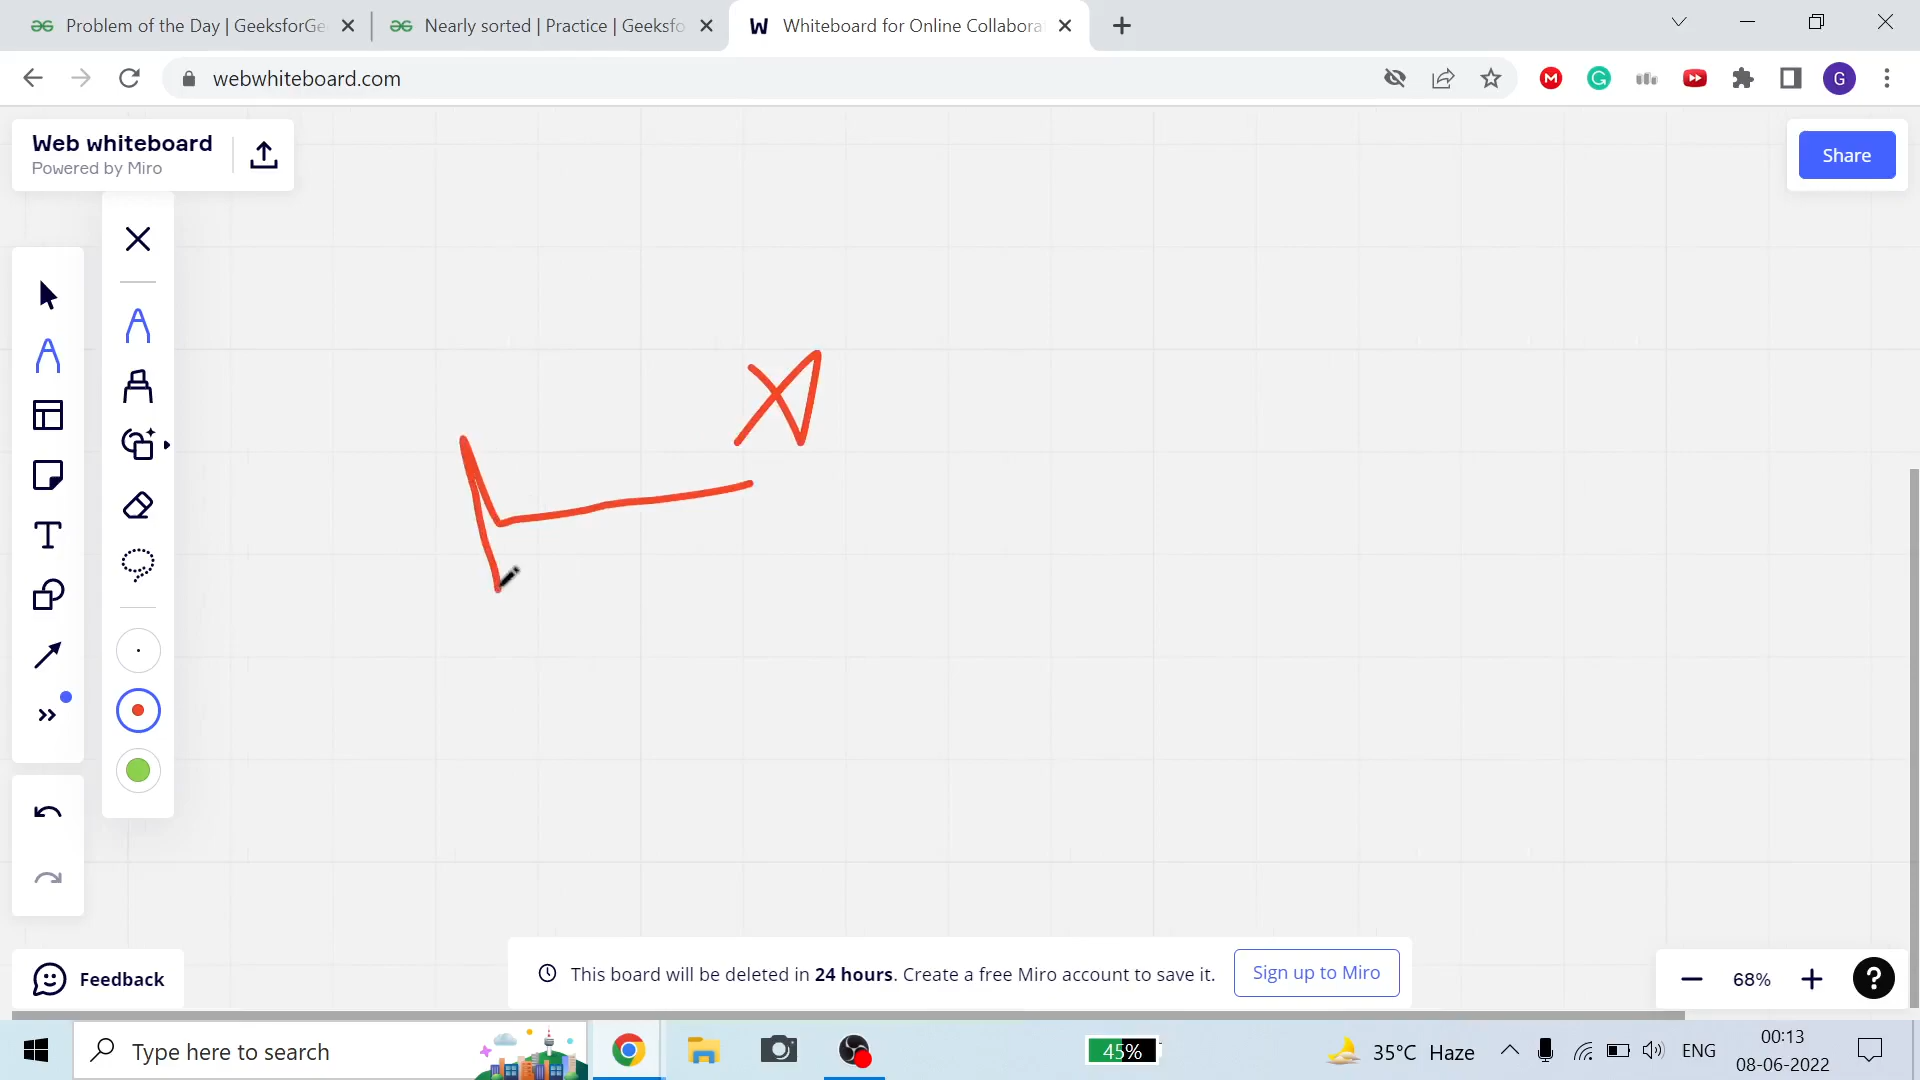 Problem of the Day | GeeksforGe
Nearly sorted | Practice | Geeksfo
W
Whiteboard for Online Collabora
webwhiteboard.com
M
G
G
Web whiteboard
Powered by Miro
Share
T
Feedback
This board will be deleted in 24 hours. Create a free Miro account to save it.
Sign up to Miro
68%
?
Type here to search
45%
35°C Haze
ENG
00:13
08-06-2022